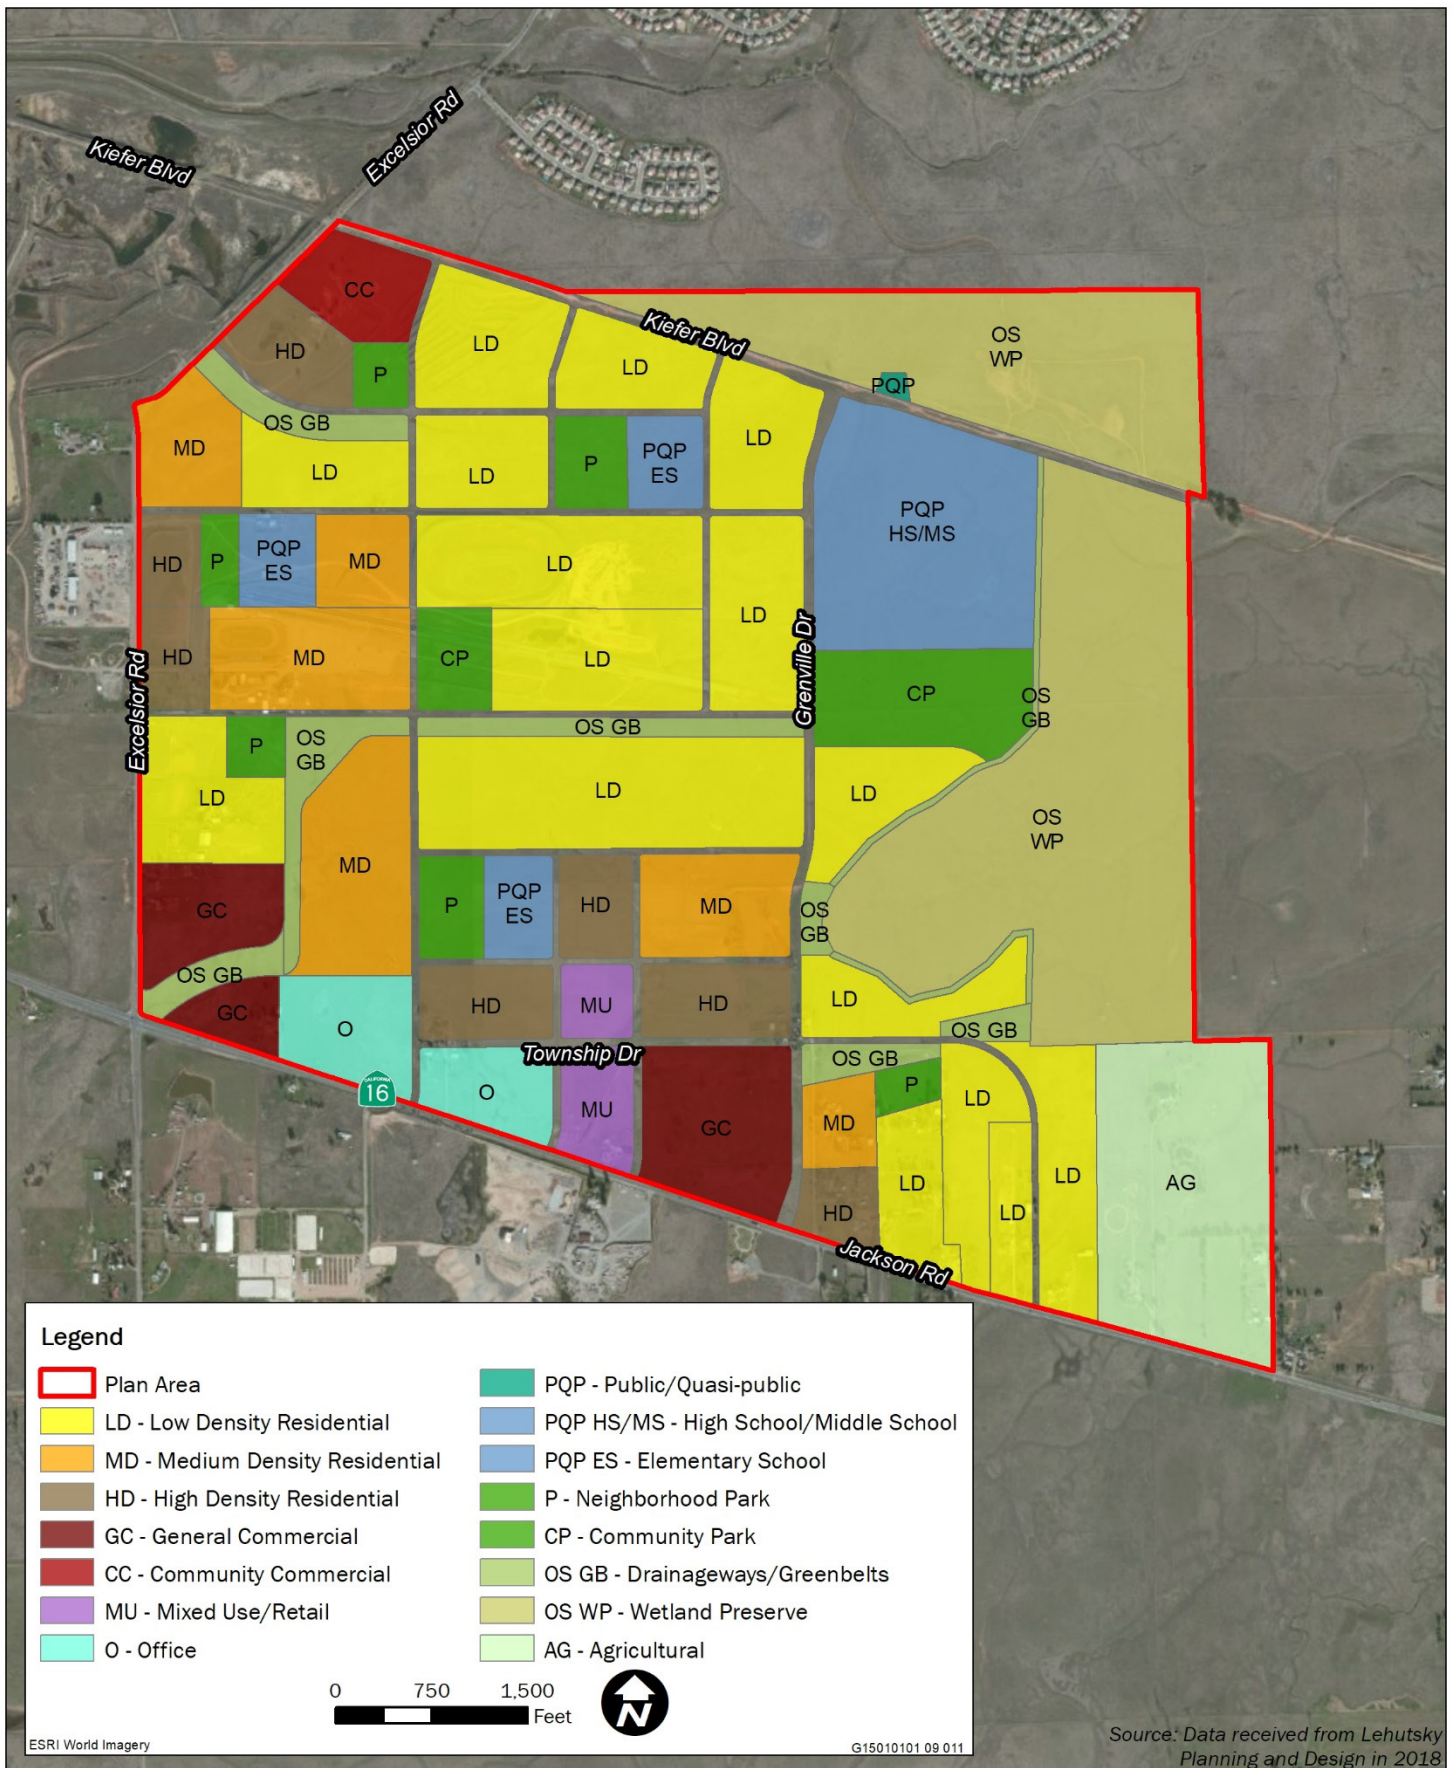 Excelsior Rd
Kiefer Blvd
CC
LD
Kiefer Blvd
OS
WP
HD
P
LD
PQP
OS GB
MD
LD
LD
P
PQP
ES
LD
PQP
HS/MS
HD
P
PQP
ES
MD
LD
LD
HD
MD
CP
LD
Grenville Dr
CP
OS
GB
Excelsior Rd
P
OS
GB
OS GB
LD
LD
LD
OS
WP
MD
GC
P
PQP
ES
HD
MD
OS
GB
OS GB
GC
O
HD
MU
HD
LD
OS GB
Township Dr
OS GB
CALIFORNIA
16
O
MU
GC
P
LD
MD
LD
LD
LD
AG
HD
Jackson Rd
Legend
Plan Area
LD - Low Density Residential
MD - Medium Density Residential
HD - High Density Residential
GC - General Commercial
CC - Community Commercial
MU - Mixed Use/Retail
O - Office
PQP - Public/Quasi-public
PQP HS/MS - High School/Middle School
PQP ES - Elementary School
P - Neighborhood Park
CP - Community Park
OS GB - Drainageways/Greenbelts
OS WP - Wetland Preserve
AG - Agricultural
0 750 1,500
Feet
N
ESRI World Imagery
G15010101 09 011
Source: Data received from Lehutsky
Planning and Design in 2018